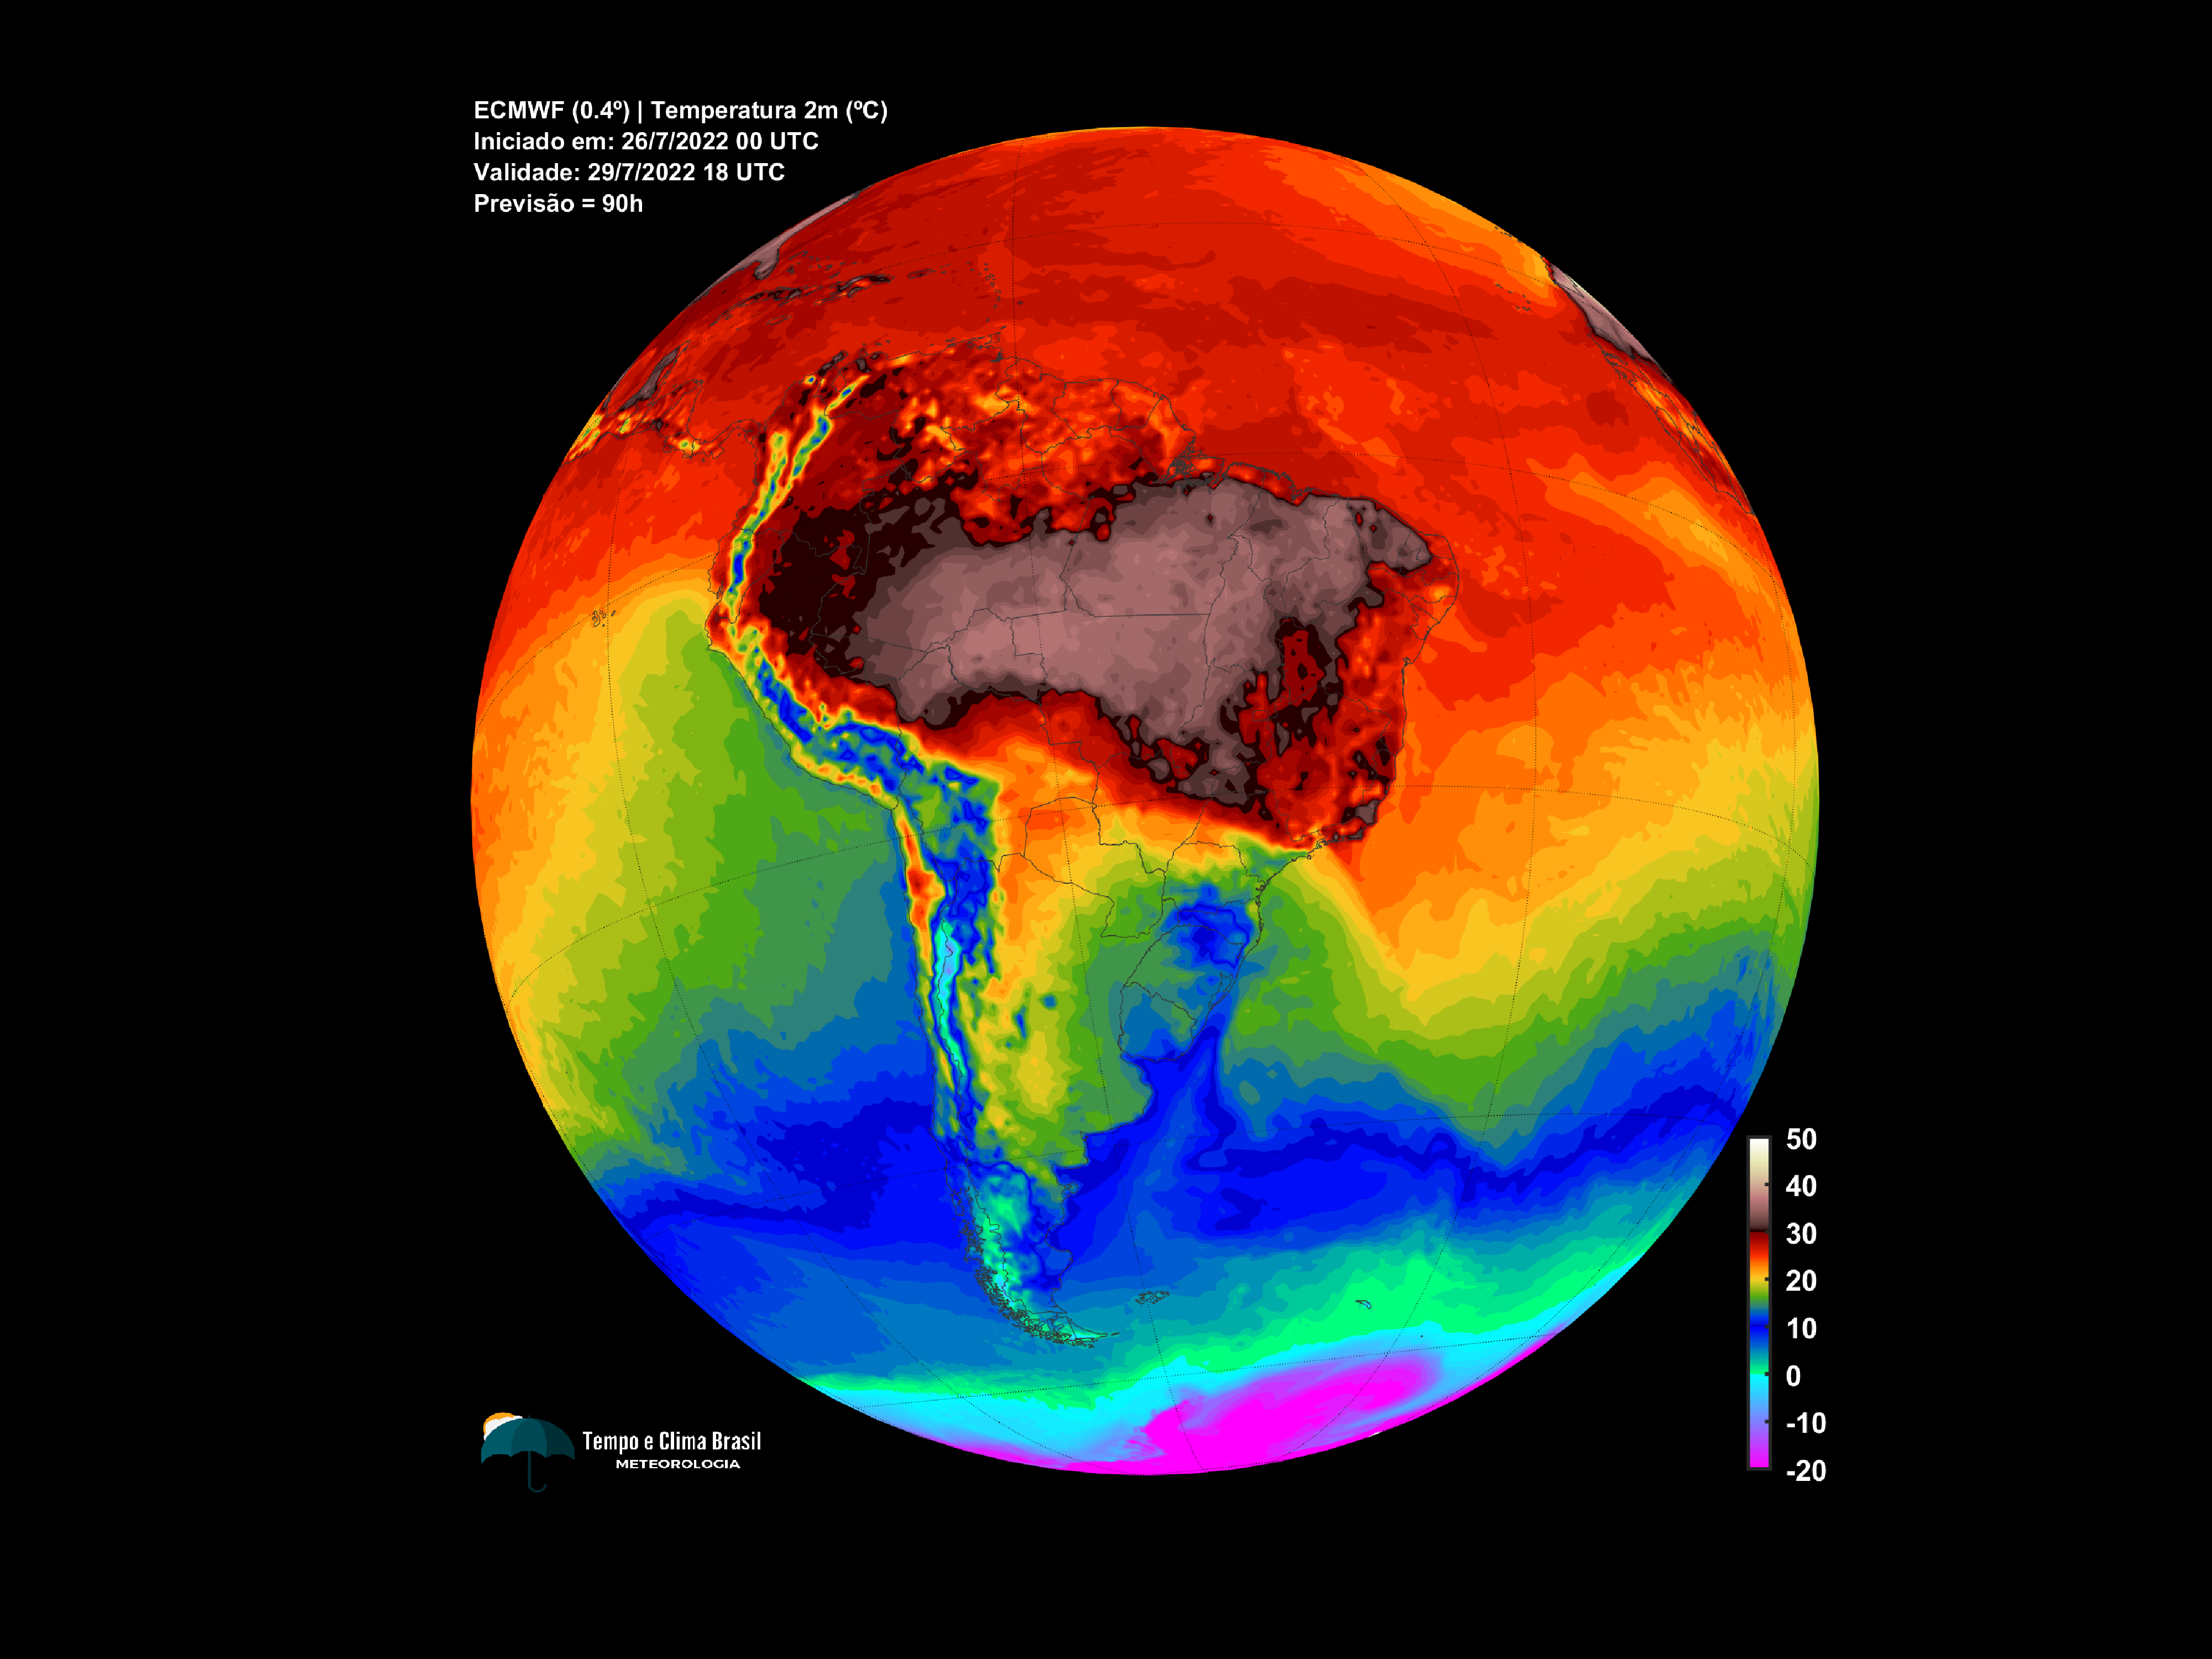 ECMWF (0.4º) | Temperatura 2m (ºC)
Iniciado em: 26/7/2022 00 UTC
Validade: 29/7/2022 18 UTC
Previsão = 90h
50
40
30
20
10
0
-10
-20
Tempo e Clima Brasil
METEOROLOGIA